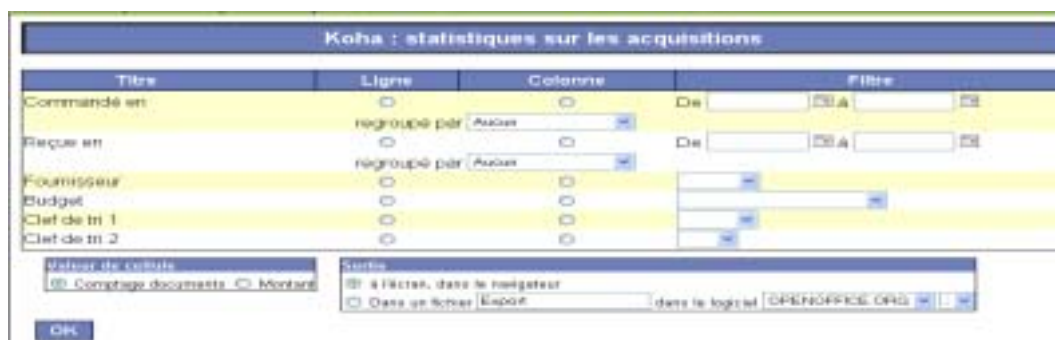 Koha : statistiques sur les acquisitions
Titre Ligne Colonne Filtre
Commandé en De à
regroupé par Aucun
Reçue en De à
regroupé par Aucun
Fournisseur
Budget
Clef de tri 1
Clef de tri 2
Valeur de cellule Sortie
Comptage documents Montant à l'écran, dans le navigateur
Dans un fichier Export dans le logiciel OPENOFFICE.ORG
OK